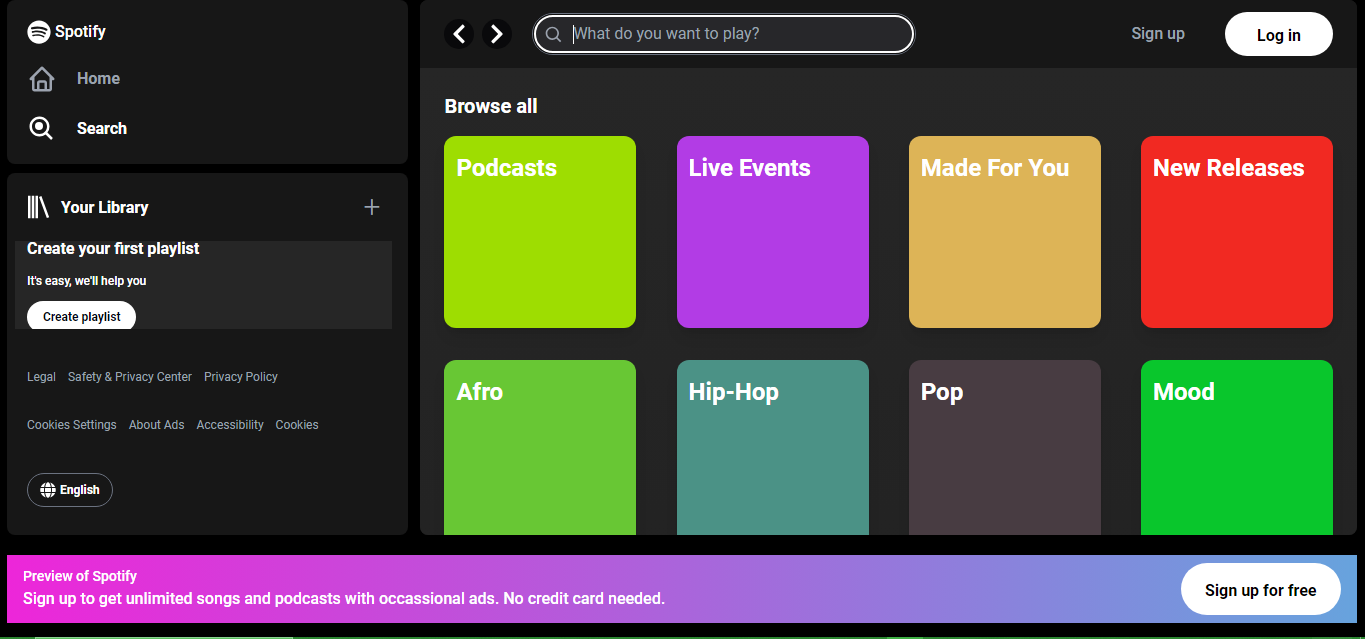 Spotify
Home
Search
Your Library
Create your first playlist
It's easy, we'll help you
Create playlist
Legal Safety & Privacy Center Privacy Policy
Cookies Settings About Ads Accessibility Cookies
English
What do you want to play?
Sign up
Log in
Browse all
Podcasts
Live Events
Made For You
New Releases
Afro
Hip-Hop
Pop
Mood
Preview of Spotify
Sign up to get unlimited songs and podcasts with occassional ads. No credit card needed.
Sign up for free